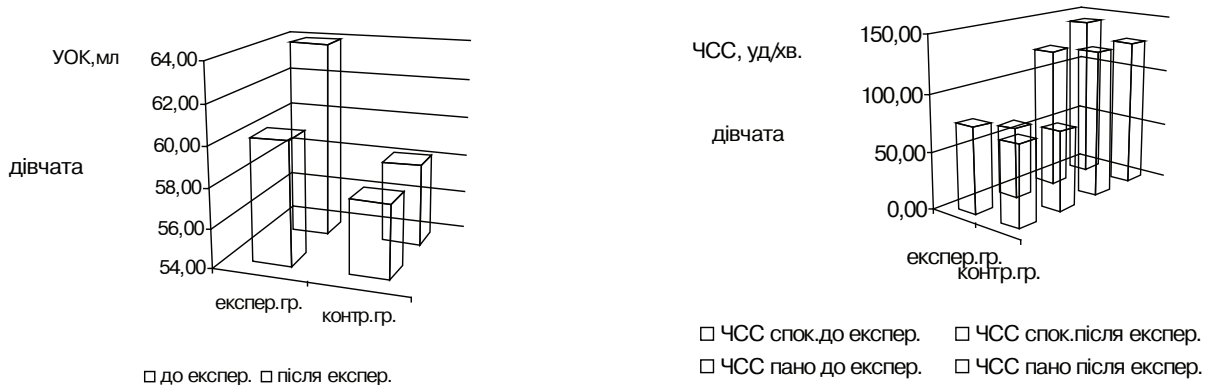 УОК,мл
64,00
62,00
60,00
58,00
56,00
54,00
дівчата
експер.гр.
контр.гр.
□ до експер. □ після експер.
ЧСС, уд/хв.
150,00
100,00
50,00
0,00
дівчата
експер.гр.
контр.гр.
□ ЧСС спок.до експер. □ ЧСС спок.після експер.
□ ЧСС пано до експер. □ ЧСС пано після експер.